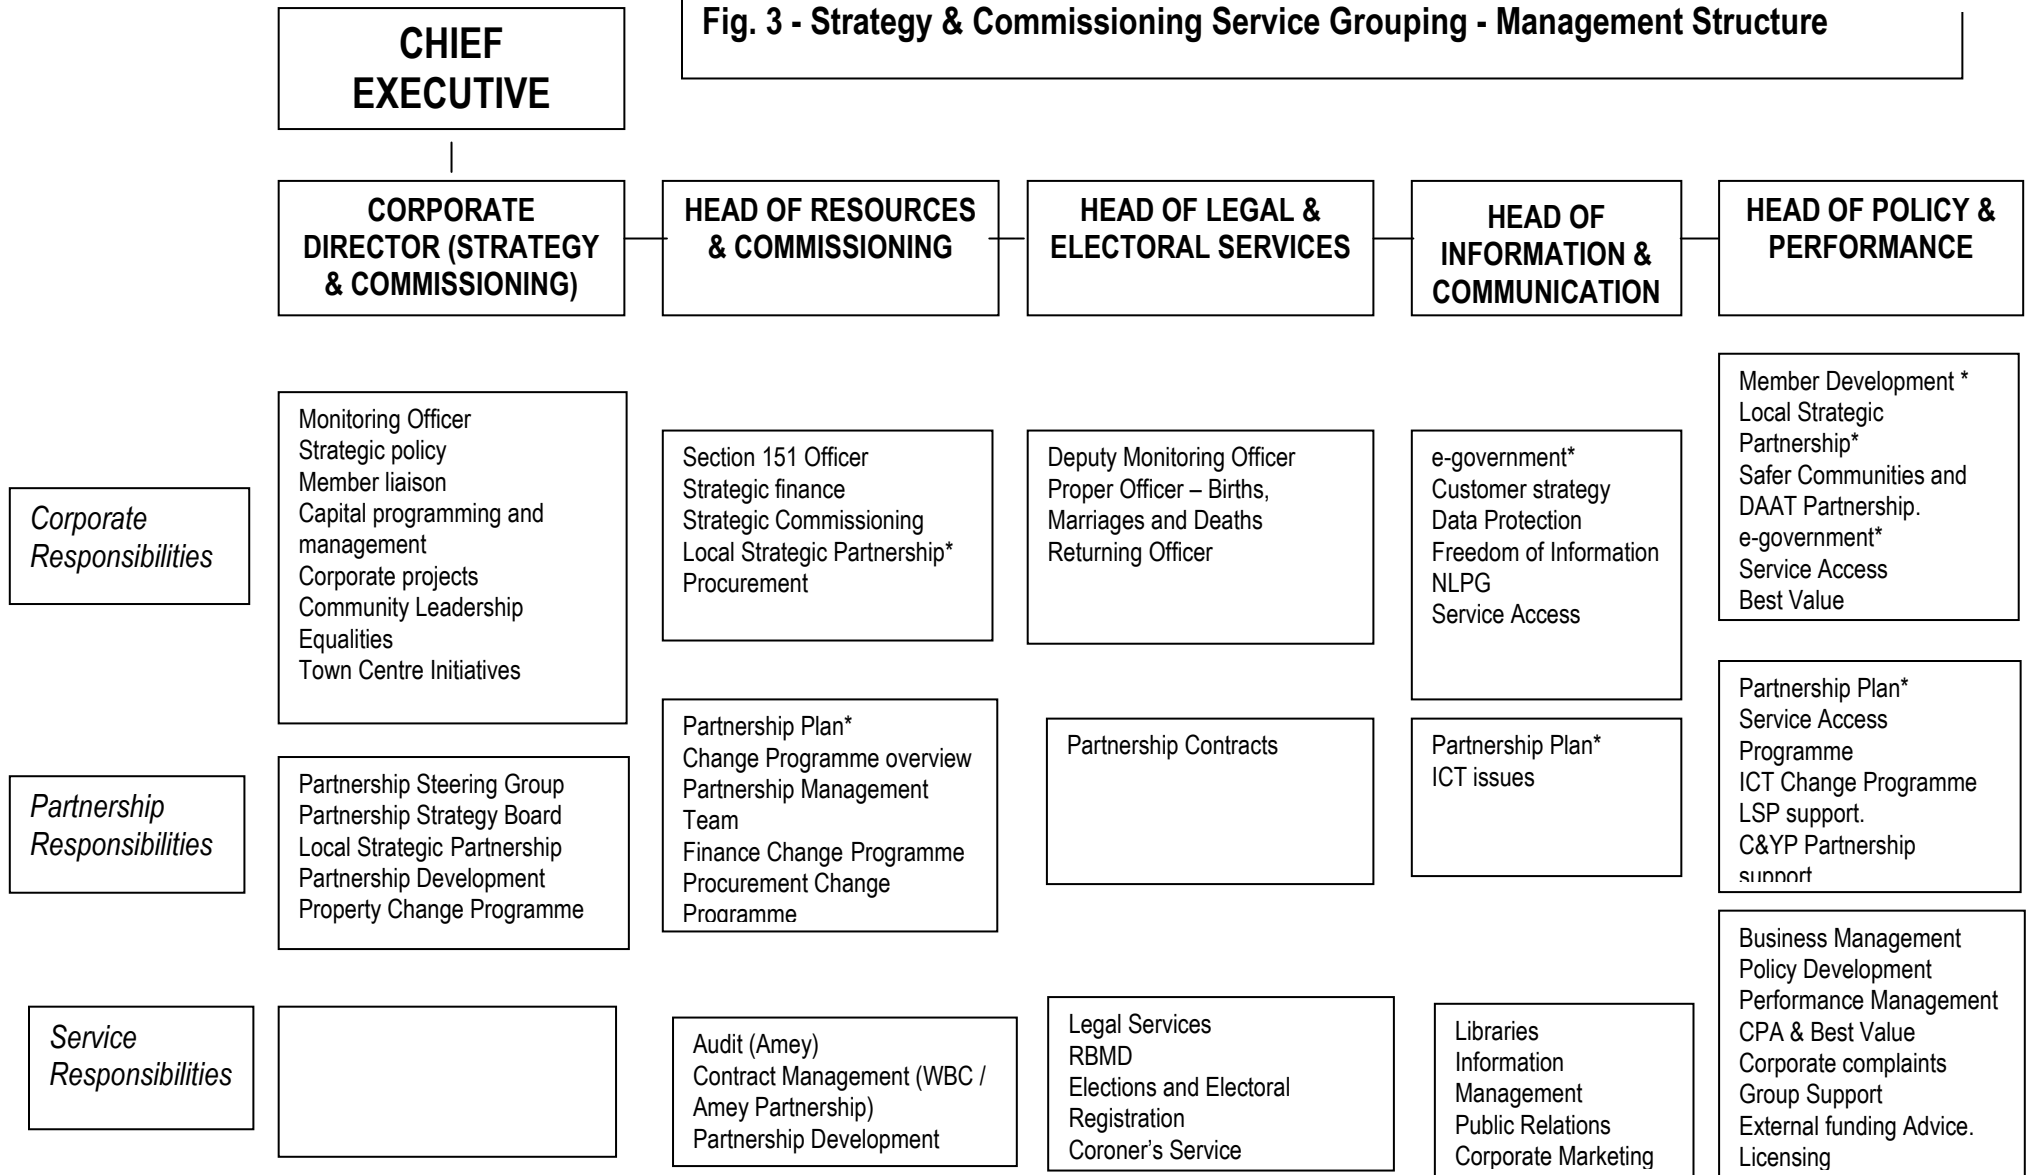 Fig. 3 - Strategy & Commissioning Service Grouping - Management Structure
CHIEF
EXECUTIVE
CORPORATE
DIRECTOR (STRATEGY
& COMMISSIONING)
HEAD OF RESOURCES
& COMMISSIONING
HEAD OF LEGAL &
ELECTORAL SERVICES
HEAD OF
INFORMATION &
COMMUNICATION
HEAD OF POLICY &
PERFORMANCE
Corporate
Responsibilities
Monitoring Officer
Strategic policy
Member liaison
Capital programming and
management
Corporate projects
Community Leadership
Equalities
Town Centre Initiatives
Section 151 Officer
Strategic finance
Strategic Commissioning
Local Strategic Partnership*
Procurement
Deputy Monitoring Officer
Proper Officer – Births,
Marriages and Deaths
Returning Officer
e-government*
Customer strategy
Data Protection
Freedom of Information
NLPG
Service Access
Member Development *
Local Strategic
Partnership*
Safer Communities and
DAAT Partnership.
e-government*
Service Access
Best Value
Partnership
Responsibilities
Partnership Steering Group
Partnership Strategy Board
Local Strategic Partnership
Partnership Development
Property Change Programme
Partnership Plan*
Change Programme overview
Partnership Management
Team
Finance Change Programme
Procurement Change
Programme
Partnership Contracts
Partnership Plan*
ICT issues
Partnership Plan*
Service Access
Programme
ICT Change Programme
LSP support.
C&YP Partnership
support
Service
Responsibilities
Audit (Amey)
Contract Management (WBC /
Amey Partnership)
Partnership Development
Legal Services
RBMD
Elections and Electoral
Registration
Coroner's Service
Libraries
Information
Management
Public Relations
Corporate Marketing
Business Management
Policy Development
Performance Management
CPA & Best Value
Corporate complaints
Group Support
External funding Advice.
Licensing